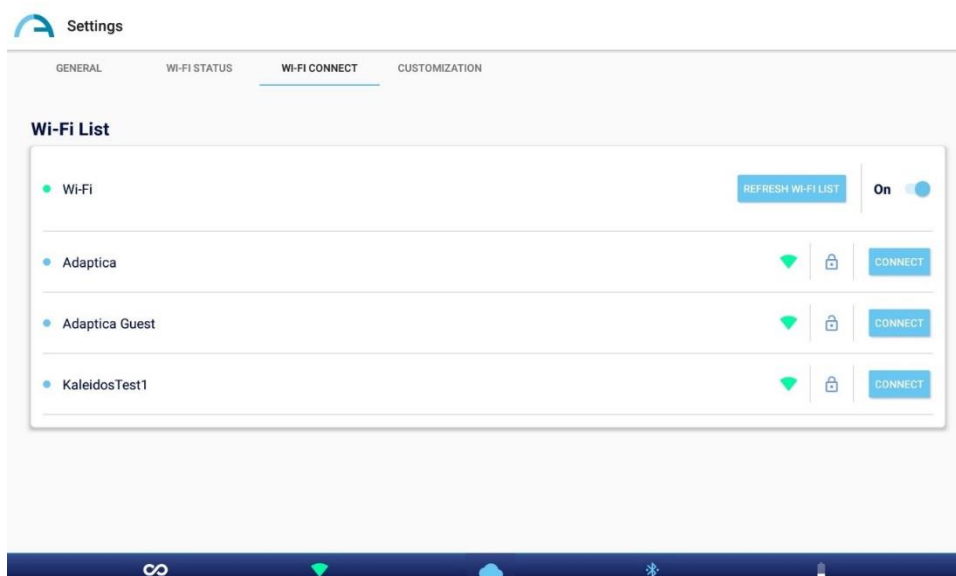 Settings
GENERAL WI-FI STATUS WI-FI CONNECT CUSTOMIZATION
Wi-Fi List
Wi-Fi REFRESH WI-FI LIST On
Adaptica CONNECT
Adaptica Guest CONNECT
KaleidosTest1 CONNECT